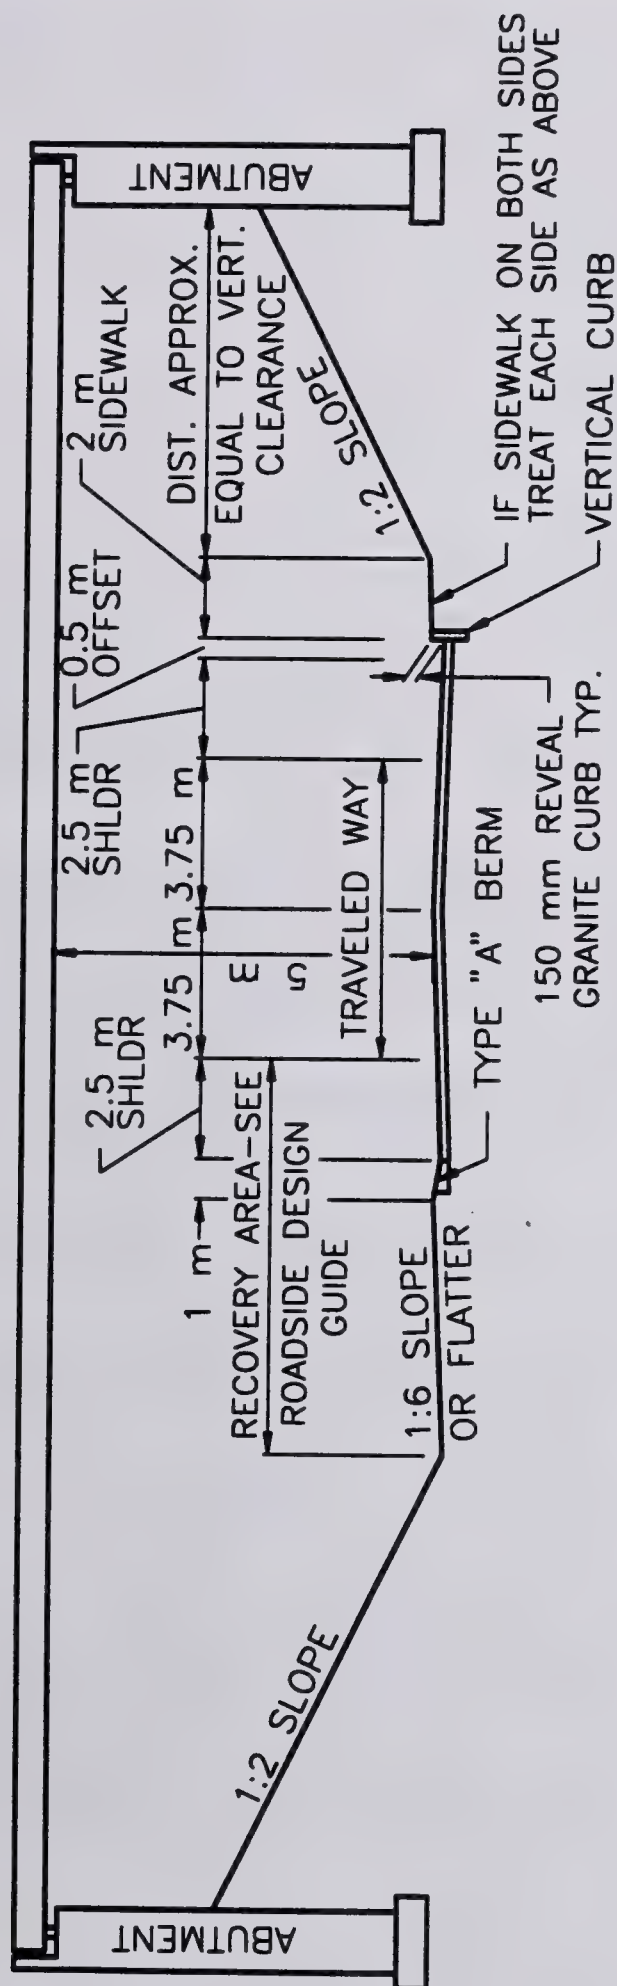 ABUTMENT
1:2 SLOPE
1 m
RECOVERY AREA-SEE
ROADSIDE DESIGN
GUIDE
1:6 SLOPE
OR FLATTER
2.5 m
SHLDR
3.75 m
3.75 m
5 m
TRAVELED WAY
TYPE "A" BERM
2.5 m
SHLDR
0.5 m
OFFSET
2 m
SIDEWALK
DIST. APPROX.
EQUAL TO VERT.
CLEARANCE
1:2 SLOPE
ABUTMENT
150 mm REVEAL
GRANITE CURB TYP.
VERTICAL CURB
IF SIDEWALK ON BOTH SIDES
TREAT EACH SIDE AS ABOVE